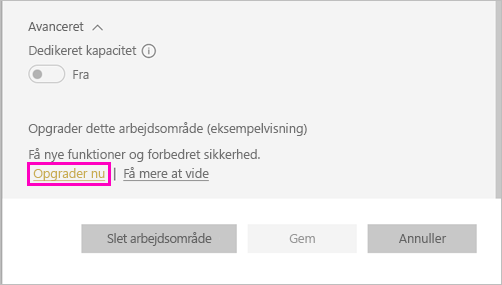 Avanceret
Dedikeret kapacitet
Fra
Opgrader dette arbejdsområde (eksempelvisning)
Få nye funktioner og forbedret sikkerhed.
Opgrader nu | Få mere at vide
Slet arbejdsområde Gem Annuller